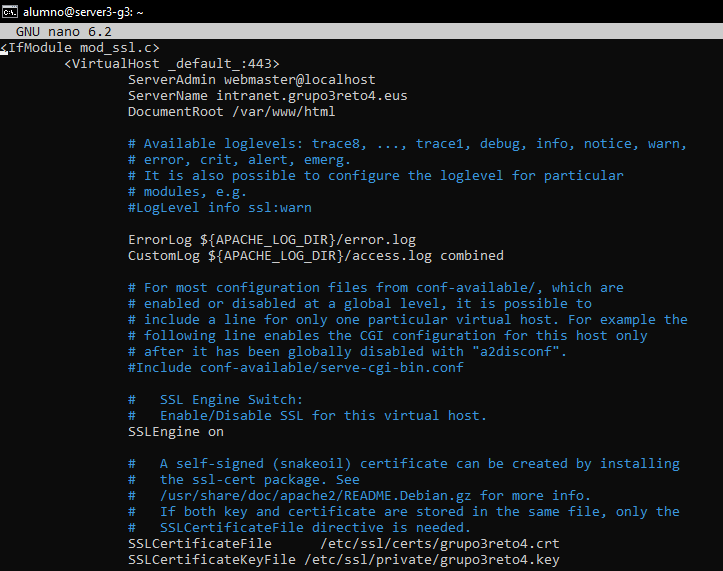 alumno@server3-g3: ~
GNU nano 6.2
<IfModule mod_ssl.c>
<VirtualHost _default_:443>
ServerAdmin webmaster@localhost
ServerName intranet.grupo3reto4.eus
DocumentRoot /var/www/html
# Available loglevels: trace8, ..., trace1, debug, info, notice, warn,
# error, crit, alert, emerg.
# It is also possible to configure the loglevel for particular
# modules, e.g.
#LogLevel info ssl:warn
ErrorLog ${APACHE_LOG_DIR}/error.log
CustomLog ${APACHE_LOG_DIR}/access.log combined
# For most configuration files from conf-available/, which are
# enabled or disabled at a global level, it is possible to
# include a line for only one particular virtual host. For example the
# following line enables the CGI configuration for this host only
# after it has been globally disabled with "a2disconf".
#Include conf-available/serve-cgi-bin.conf
#   SSL Engine Switch:
#   Enable/Disable SSL for this virtual host.
SSLEngine on
#   A self-signed (snakeoil) certificate can be created by installing
#   the ssl-cert package. See
#   /usr/share/doc/apache2/README.Debian.gz for more info.
#   If both key and certificate are stored in the same file, only the
#   SSLCertificateFile directive is needed.
SSLCertificateFile      /etc/ssl/certs/grupo3reto4.crt
SSLCertificateKeyFile /etc/ssl/private/grupo3reto4.key